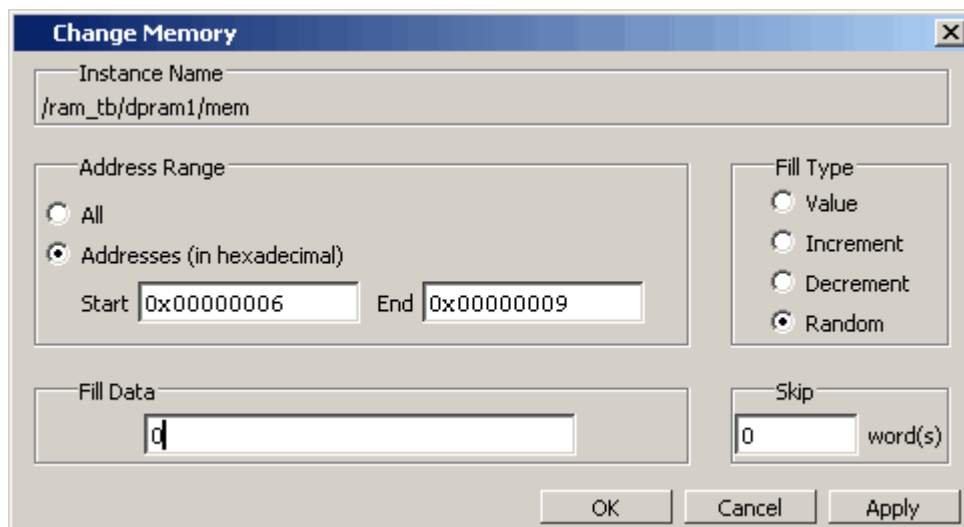 Change Memory
Instance Name
/ram_tb/dpram1/mem
Address Range
All
Addresses (in hexadecimal)
Start 0x00000006 End 0x00000009
Fill Type
Value
Increment
Decrement
Random
Fill Data
0
Skip
0 word(s)
OK Cancel Apply